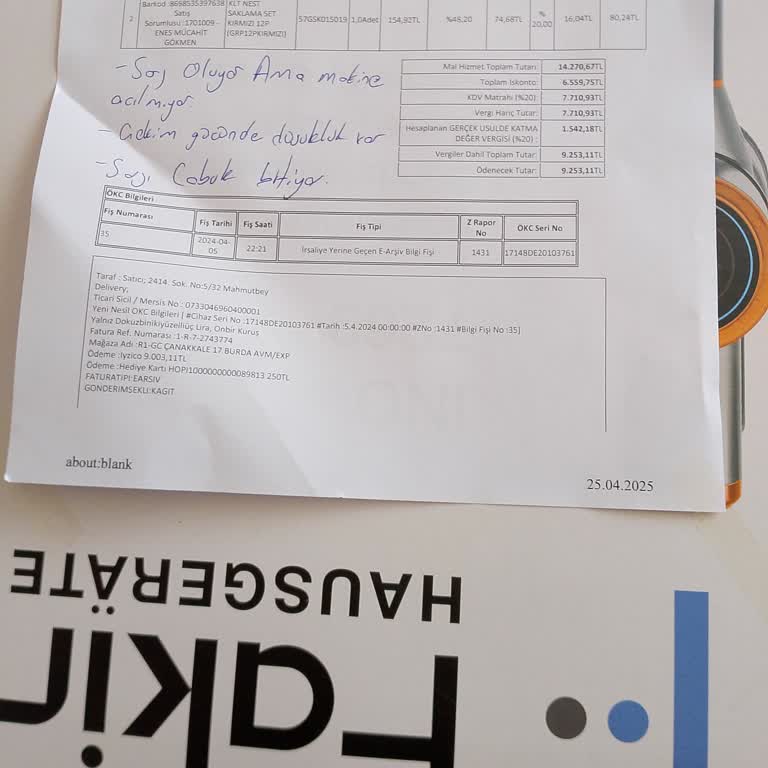 Barkod :8698535397638 KLT NEST
2 Satış Sorumlusu :1701009 - ENES MÜCAHİT GÖKMEN SAKLAMA SET KIRMIZI 12P (GRP12PKIRMIZI) 57GSK015019 1,0Adet 154,92TL %48,20 74,68TL % 20,00 16,04TL 80,24TL
Mal Hizmet Toplam Tutarı 14.270,67TL
Toplam İskonto: 6.559,75TL
KDV Matrahı (%20) 7.710,93TL
Vergi Hariç Tutar: 7.710,93TL
Hesaplanan GERÇEK USULDE KATMA DEĞER VERGİSİ (%20) : 1.542,18TL
Vergiler Dahil Toplam Tutar: 9.253,11TL
Ödenecek Tutar: 9.253,11TL
- Şarj Oluyor Ama makine
açılmıyor.
- Çekim gücünde düşüklük var
- Şarjı Çabuk bitiyor.
ÖKC Bilgileri
Fiş Numarası Fiş Tarihi Fiş Saati Fiş Tipi Z Rapor No ÖKC Seri No
35 2024-04-05 22:21 İrsaliye Yerine Geçen E-Arşiv Bilgi Fişi 1431 17148DE20103761
Taraf : Satıcı; 2414. Sok. No:5/32 Mahmutbey
Delivery,
Ticari Sicil / Mersis No : 0733046960400001
Yeni Nesil ÖKC Bilgileri [ #Cihaz Seri No :17148DE20103761 #Tarih :5.4.2024 00:00:00 #ZNo :1431 #Bilgi Fişi No :35]
Yalnız Dokuzbinikiyüzelliüç Lira, Onbir Kuruş
Fatura Ref. Numarası :1-R-7-2743774
Mağaza Adı :R1-GC ÇANAKKALE 17 BURDA AVM/EXP
Ödeme :Iyzico 9.003,11TL
Ödeme :Hediye Kartı HOPI1000000000089813 250TL
FATURATIPI:EARSIV
GONDERIMSEKLI:KAGIT
about:blank
25.04.2025
HAUSGERÄTE
Fakir